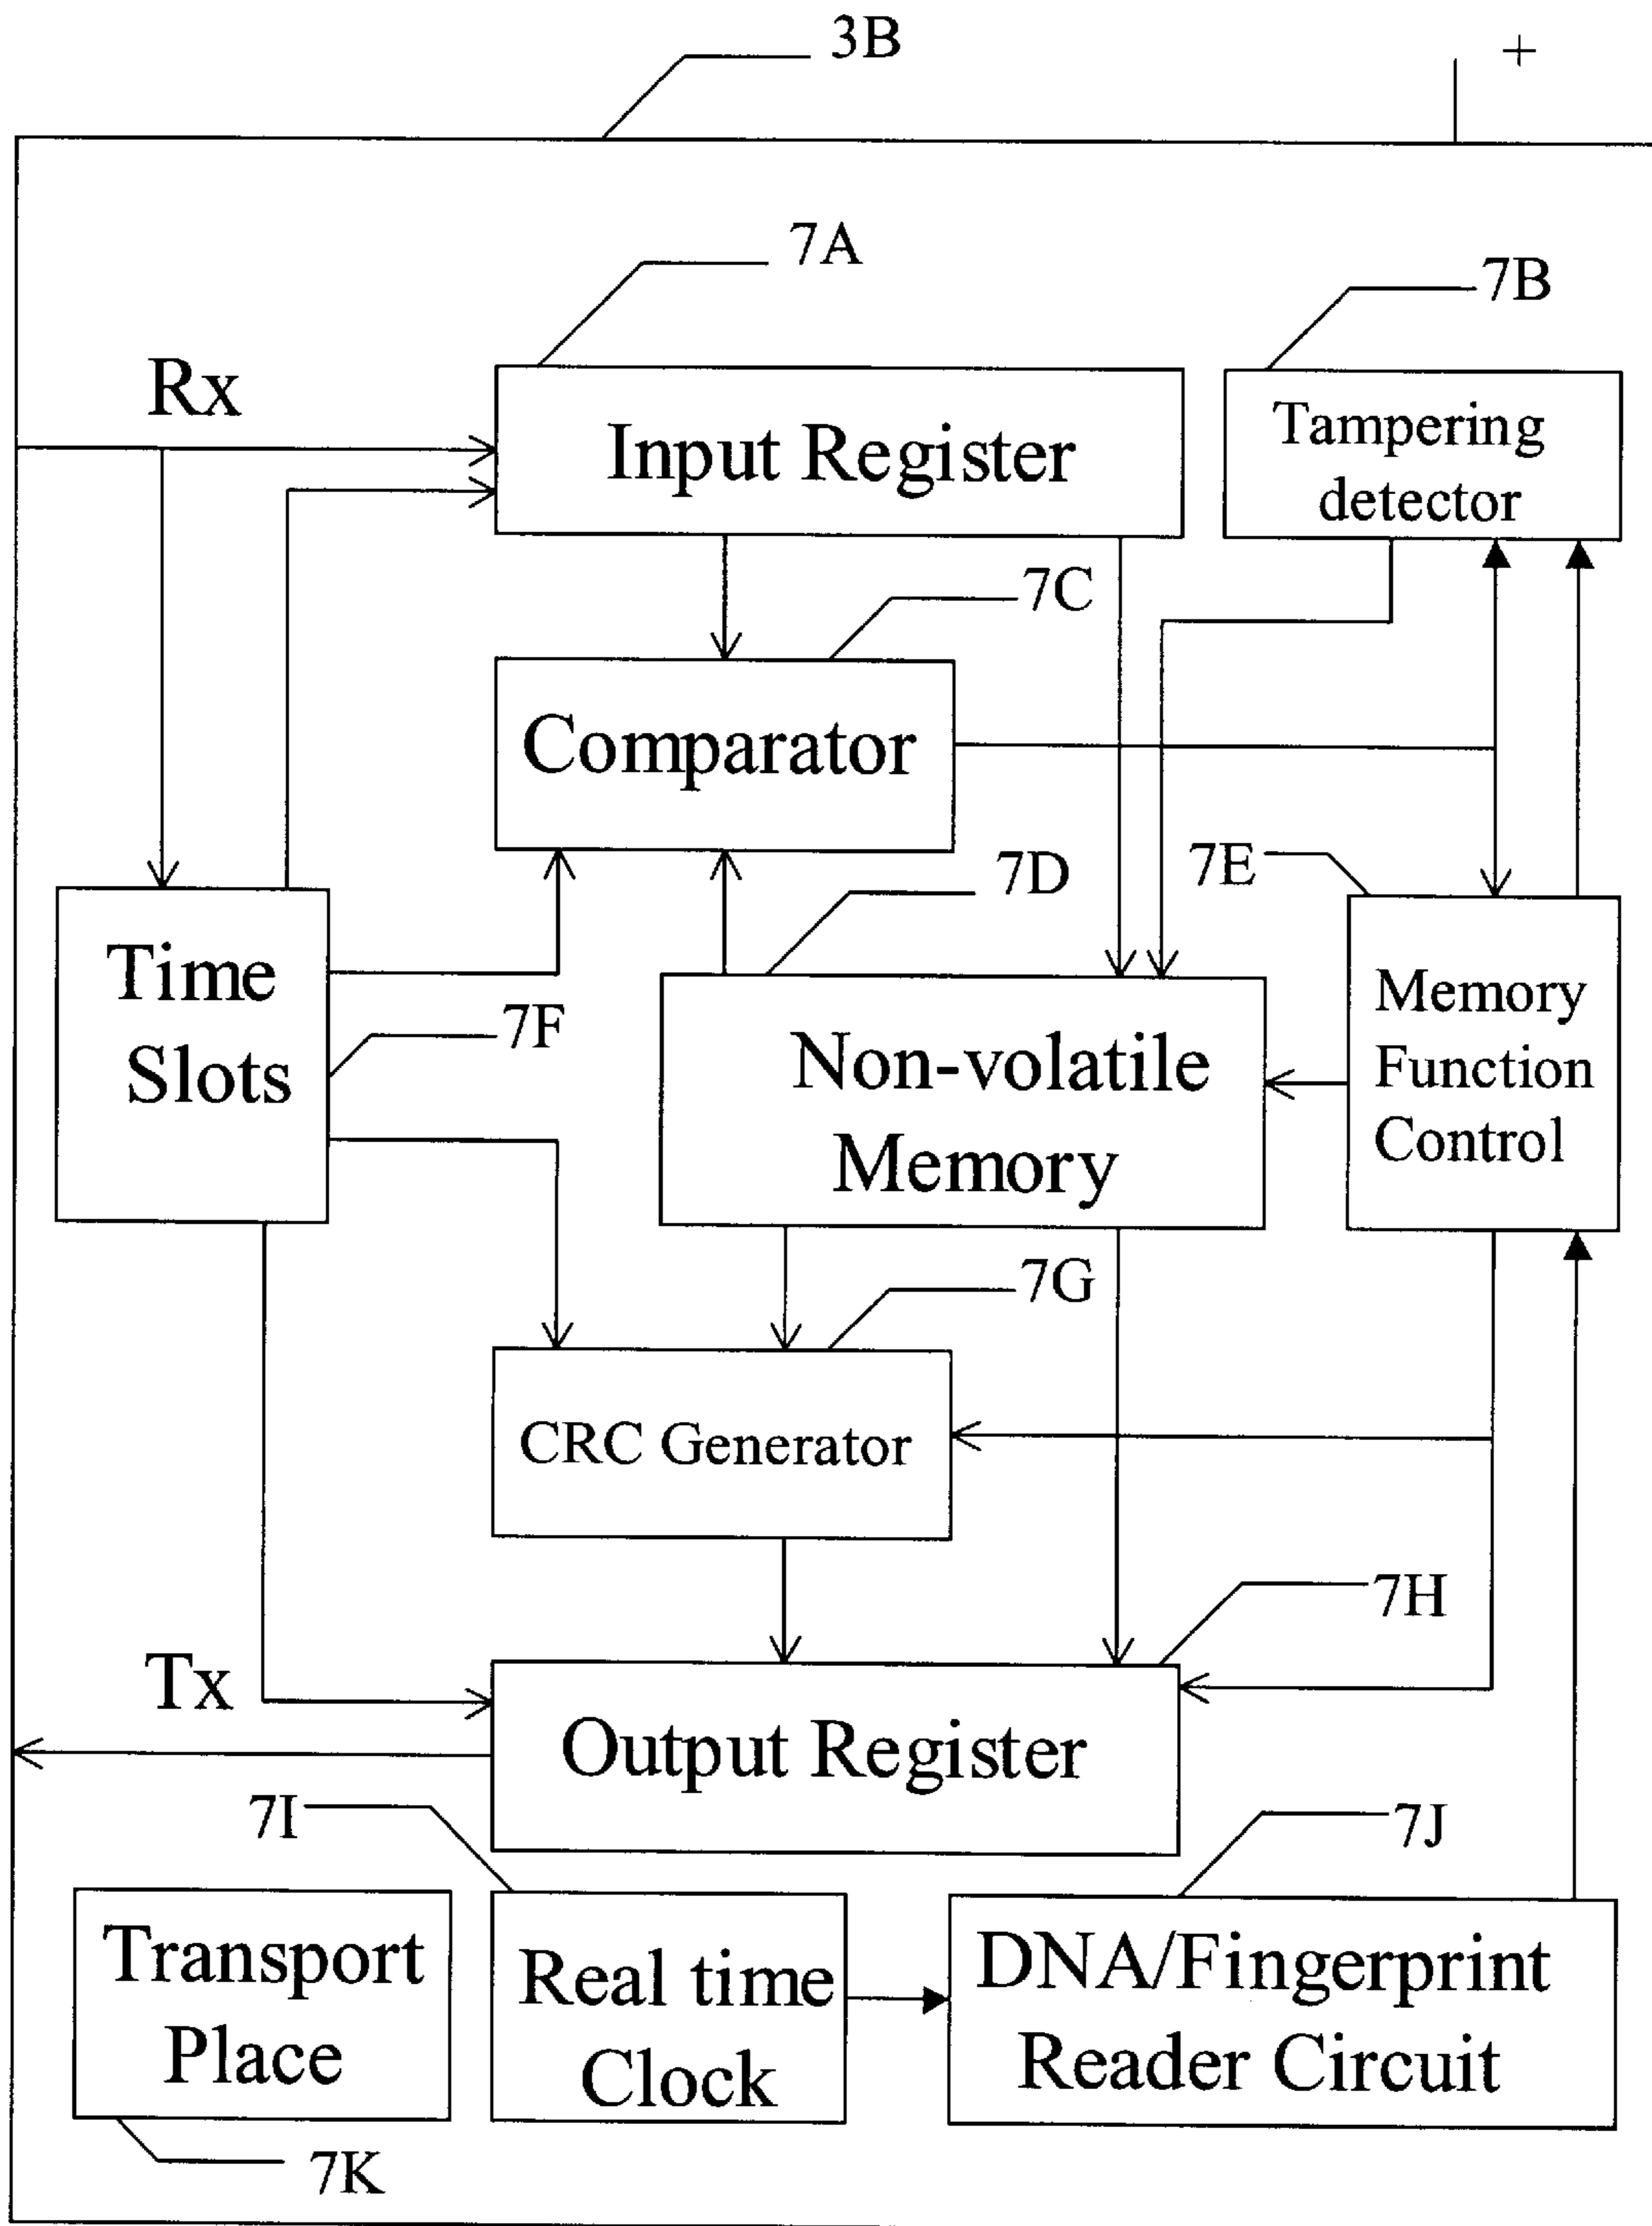 3B
+
7A
7B
Rx
Input Register
Tampering
detector
7C
Comparator
7D
7E
Time
Slots
7F
Non-volatile
Memory
Memory
Function
Control
7G
CRC Generator
7H
Tx
Output Register
7I
7J
Transport
Place
Real time
Clock
DNA/Fingerprint
Reader Circuit
7K